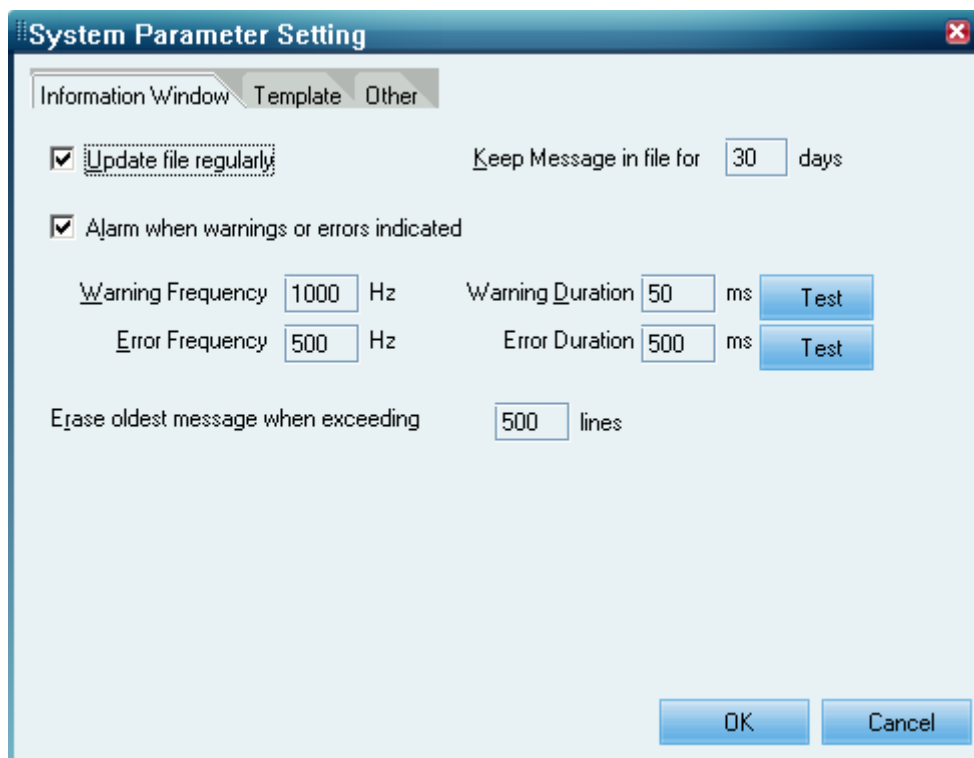 System Parameter Setting
Information Window Template Other
Update file regularly Keep Message in file for 30 days
Alarm when warnings or errors indicated
Warning Frequency 1000 Hz Warning Duration 50 ms Test
Error Frequency 500 Hz Error Duration 500 ms Test
Erase oldest message when exceeding 500 lines
OK Cancel